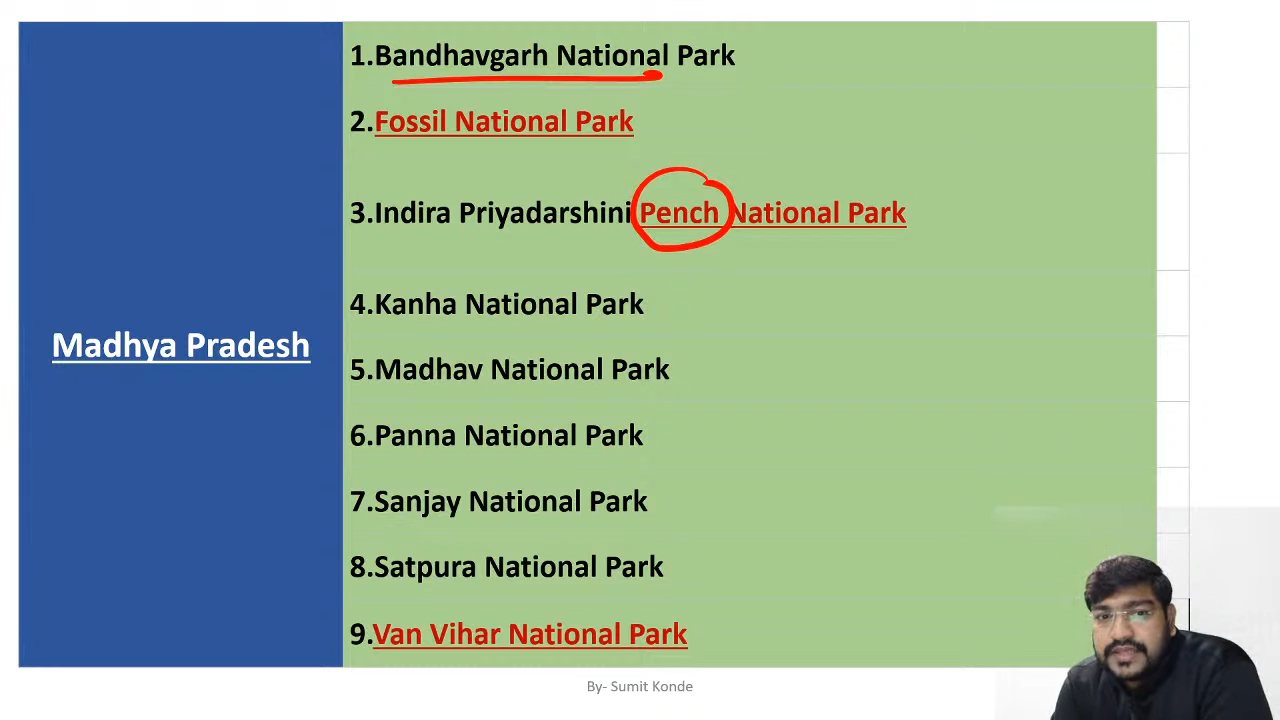 Madhya Pradesh
1.Bandhavgarh National Park
2.Fossil National Park
3.Indira Priyadarshini Pench National Park
4.Kanha National Park
5.Madhav National Park
6.Panna National Park
7.Sanjay National Park
8.Satpura National Park
9.Van Vihar National Park
By- Sumit Konde